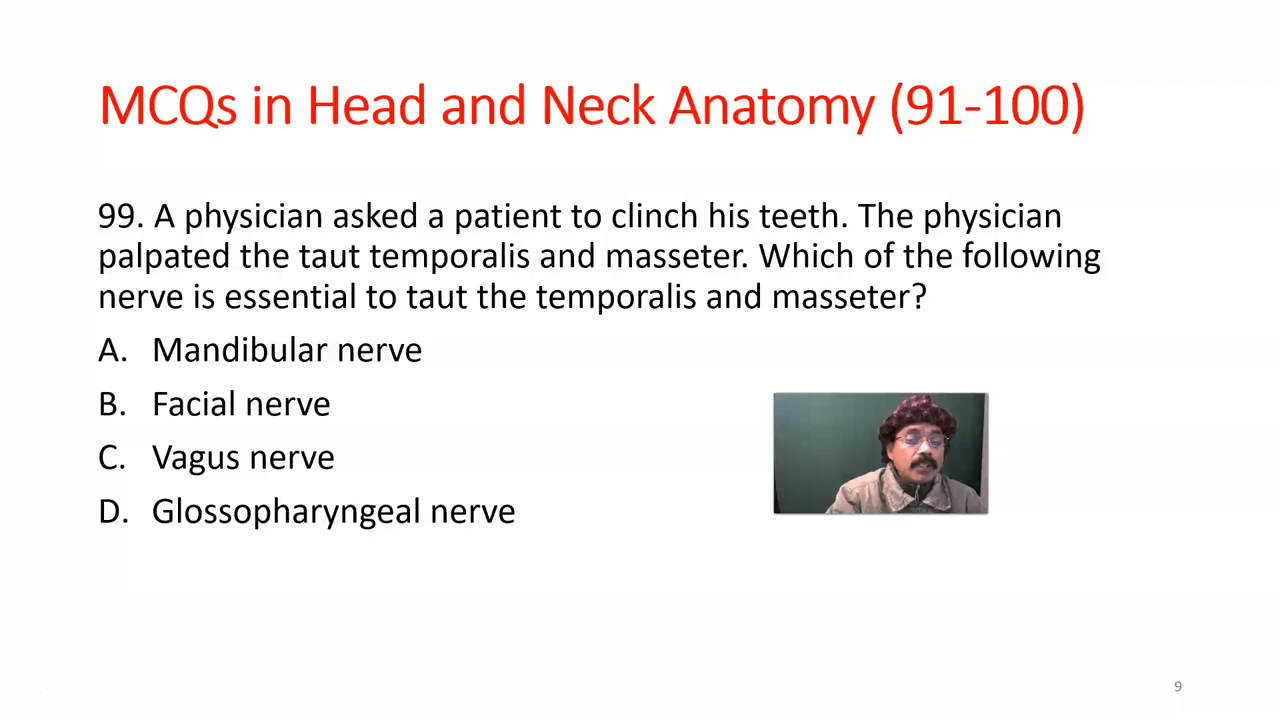 MCQs in Head and Neck Anatomy (91-100)
99. A physician asked a patient to clinch his teeth. The physician
palpated the taut temporalis and masseter. Which of the following
nerve is essential to taut the temporalis and masseter?
A. Mandibular nerve
B. Facial nerve
C. Vagus nerve
D. Glossopharyngeal nerve
9